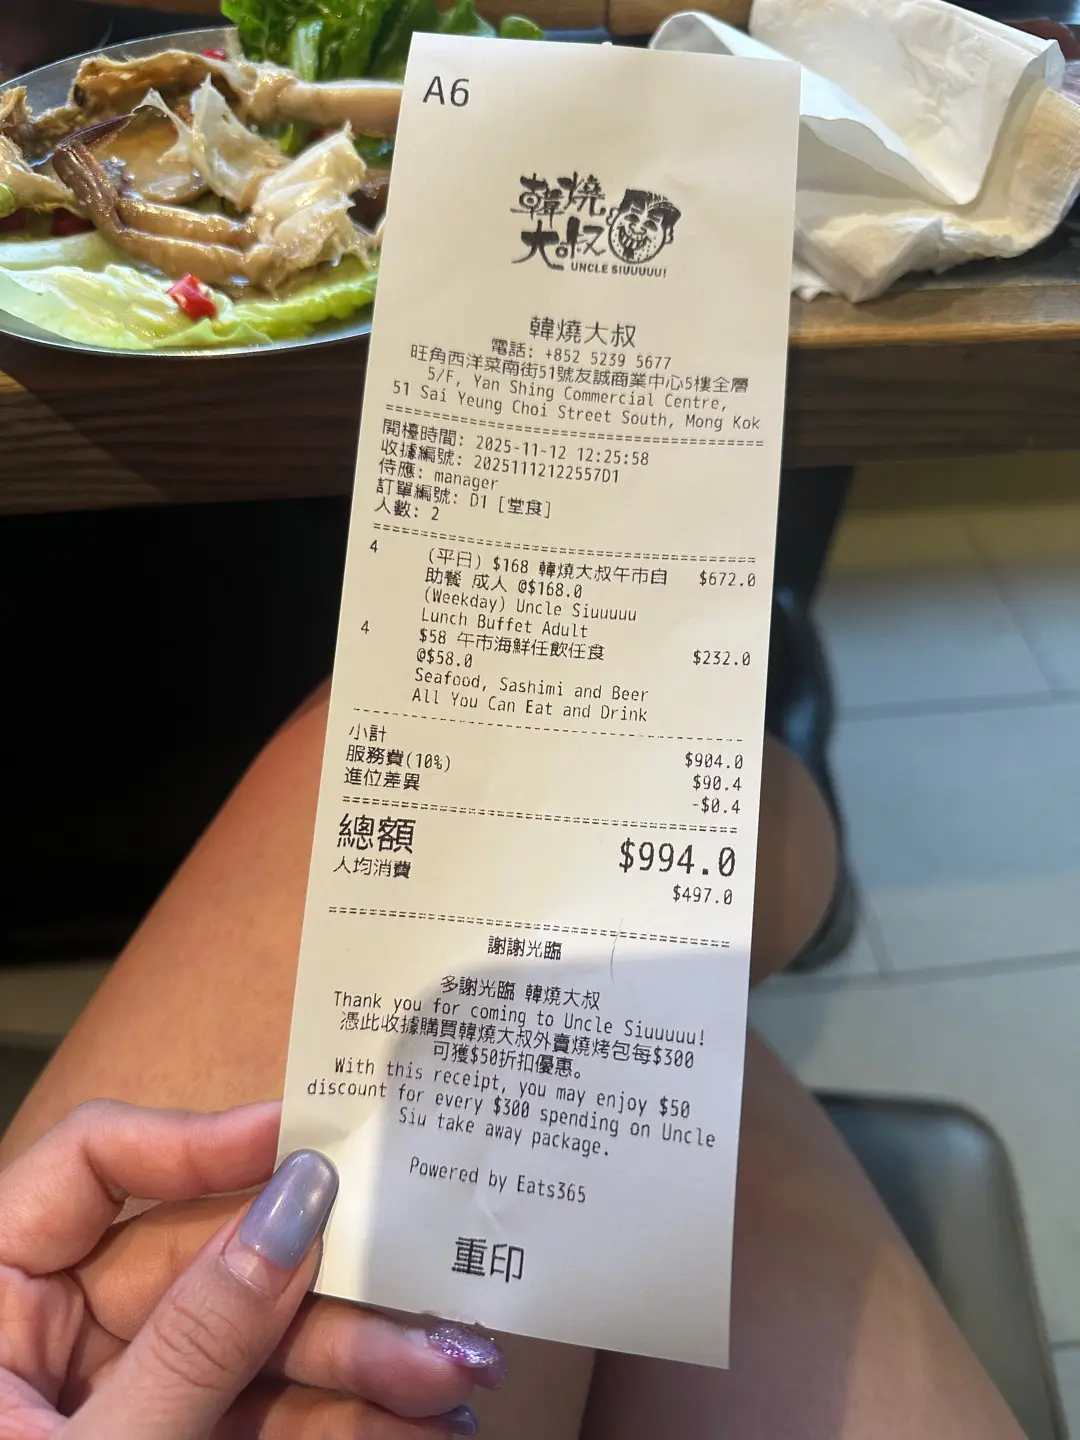 A6
韓燒
大叔
UNCLE SIUUUUU!
韓燒大叔
電話: +852 5239 5677
旺角西洋菜南街51號友誠商業中心5樓全層
5/F, Yan Shing Commercial Centre,
51 Sai Yeung Choi Street South, Mong Kok
開檯時間: 2025-11-12 12:25:58
收據編號: 20251112122557D1
侍應: manager
訂單編號: D1 [堂食]
人數: 2
4 (平日) $168 韓燒大叔午市自 $672.0
助餐 成人 @$168.0
(Weekday) Uncle Siuuuuu
Lunch Buffet Adult
4 $58 午市海鮮任飲任食 $232.0
@$58.0
Seafood, Sashimi and Beer
All You Can Eat and Drink
小計 $904.0
服務費(10%) $90.4
進位差異 -$0.4
總額 $994.0
人均消費 $497.0
謝謝光臨
多謝光臨 韓燒大叔
Thank you for coming to Uncle Siuuuuu!
憑此收據購買韓燒大叔外賣燒烤包每$300
可獲$50折扣優惠。
With this receipt, you may enjoy $50
discount for every $300 spending on Uncle
Siu take away package.
Powered by Eats365
重印